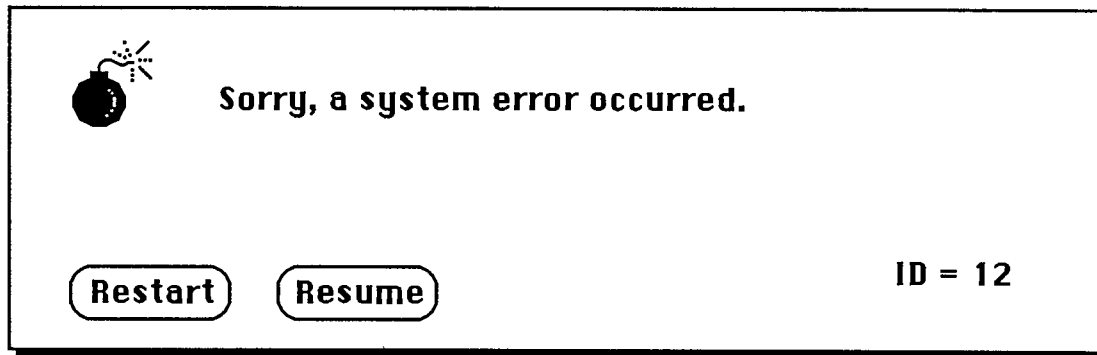 Sorry, a system error occurred.
Restart
Resume
ID = 12